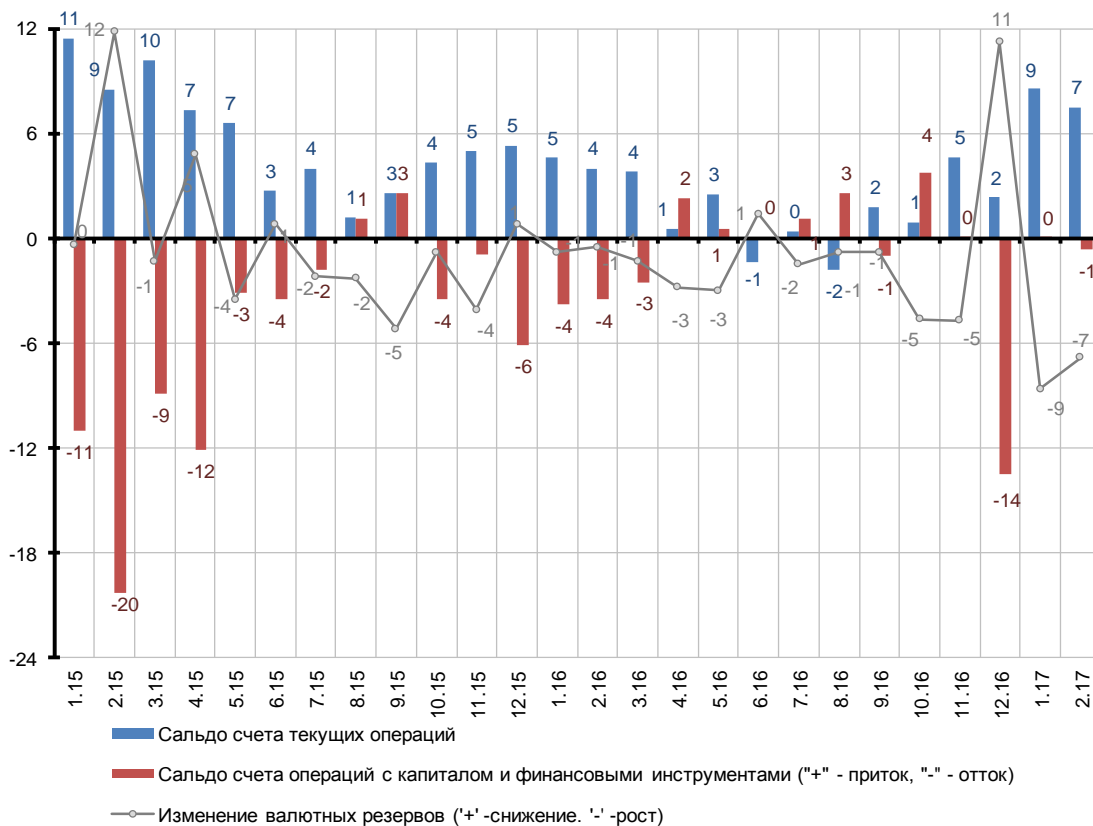 11 11
12 12
10
9 9
7 7
7
4 5
6 5
4 5 5
4 4 4
3 3 3 3 3
2 2
2
1 1 1
1 1 0
0 0 0
0 0
-1 -1 -1
1 -1 -1
-1
-1 -2 -2 -2 -1
-2 -2
-4 -3 -4 -4 -4 -4 -3 -3 -3
-5 -4 -5 -5
-6 -5 -6 -7
-9 -9
-11 -12 -12 -14
-18
-20
-24
1.15 2.15 3.15 4.15 5.15 6.15 7.15 8.15 9.15 10.15 11.15 12.15 1.16 2.16 3.16 4.16 5.16 6.16 7.16 8.16 9.16 10.16 11.16 12.16 1.17 2.17
Сальдо счета текущих операций
Сальдо счета операций с капиталом и финансовыми инструментами ("+" - приток, "-" - отток)
Изменение валютных резервов ('+' -снижение. '-' -рост)